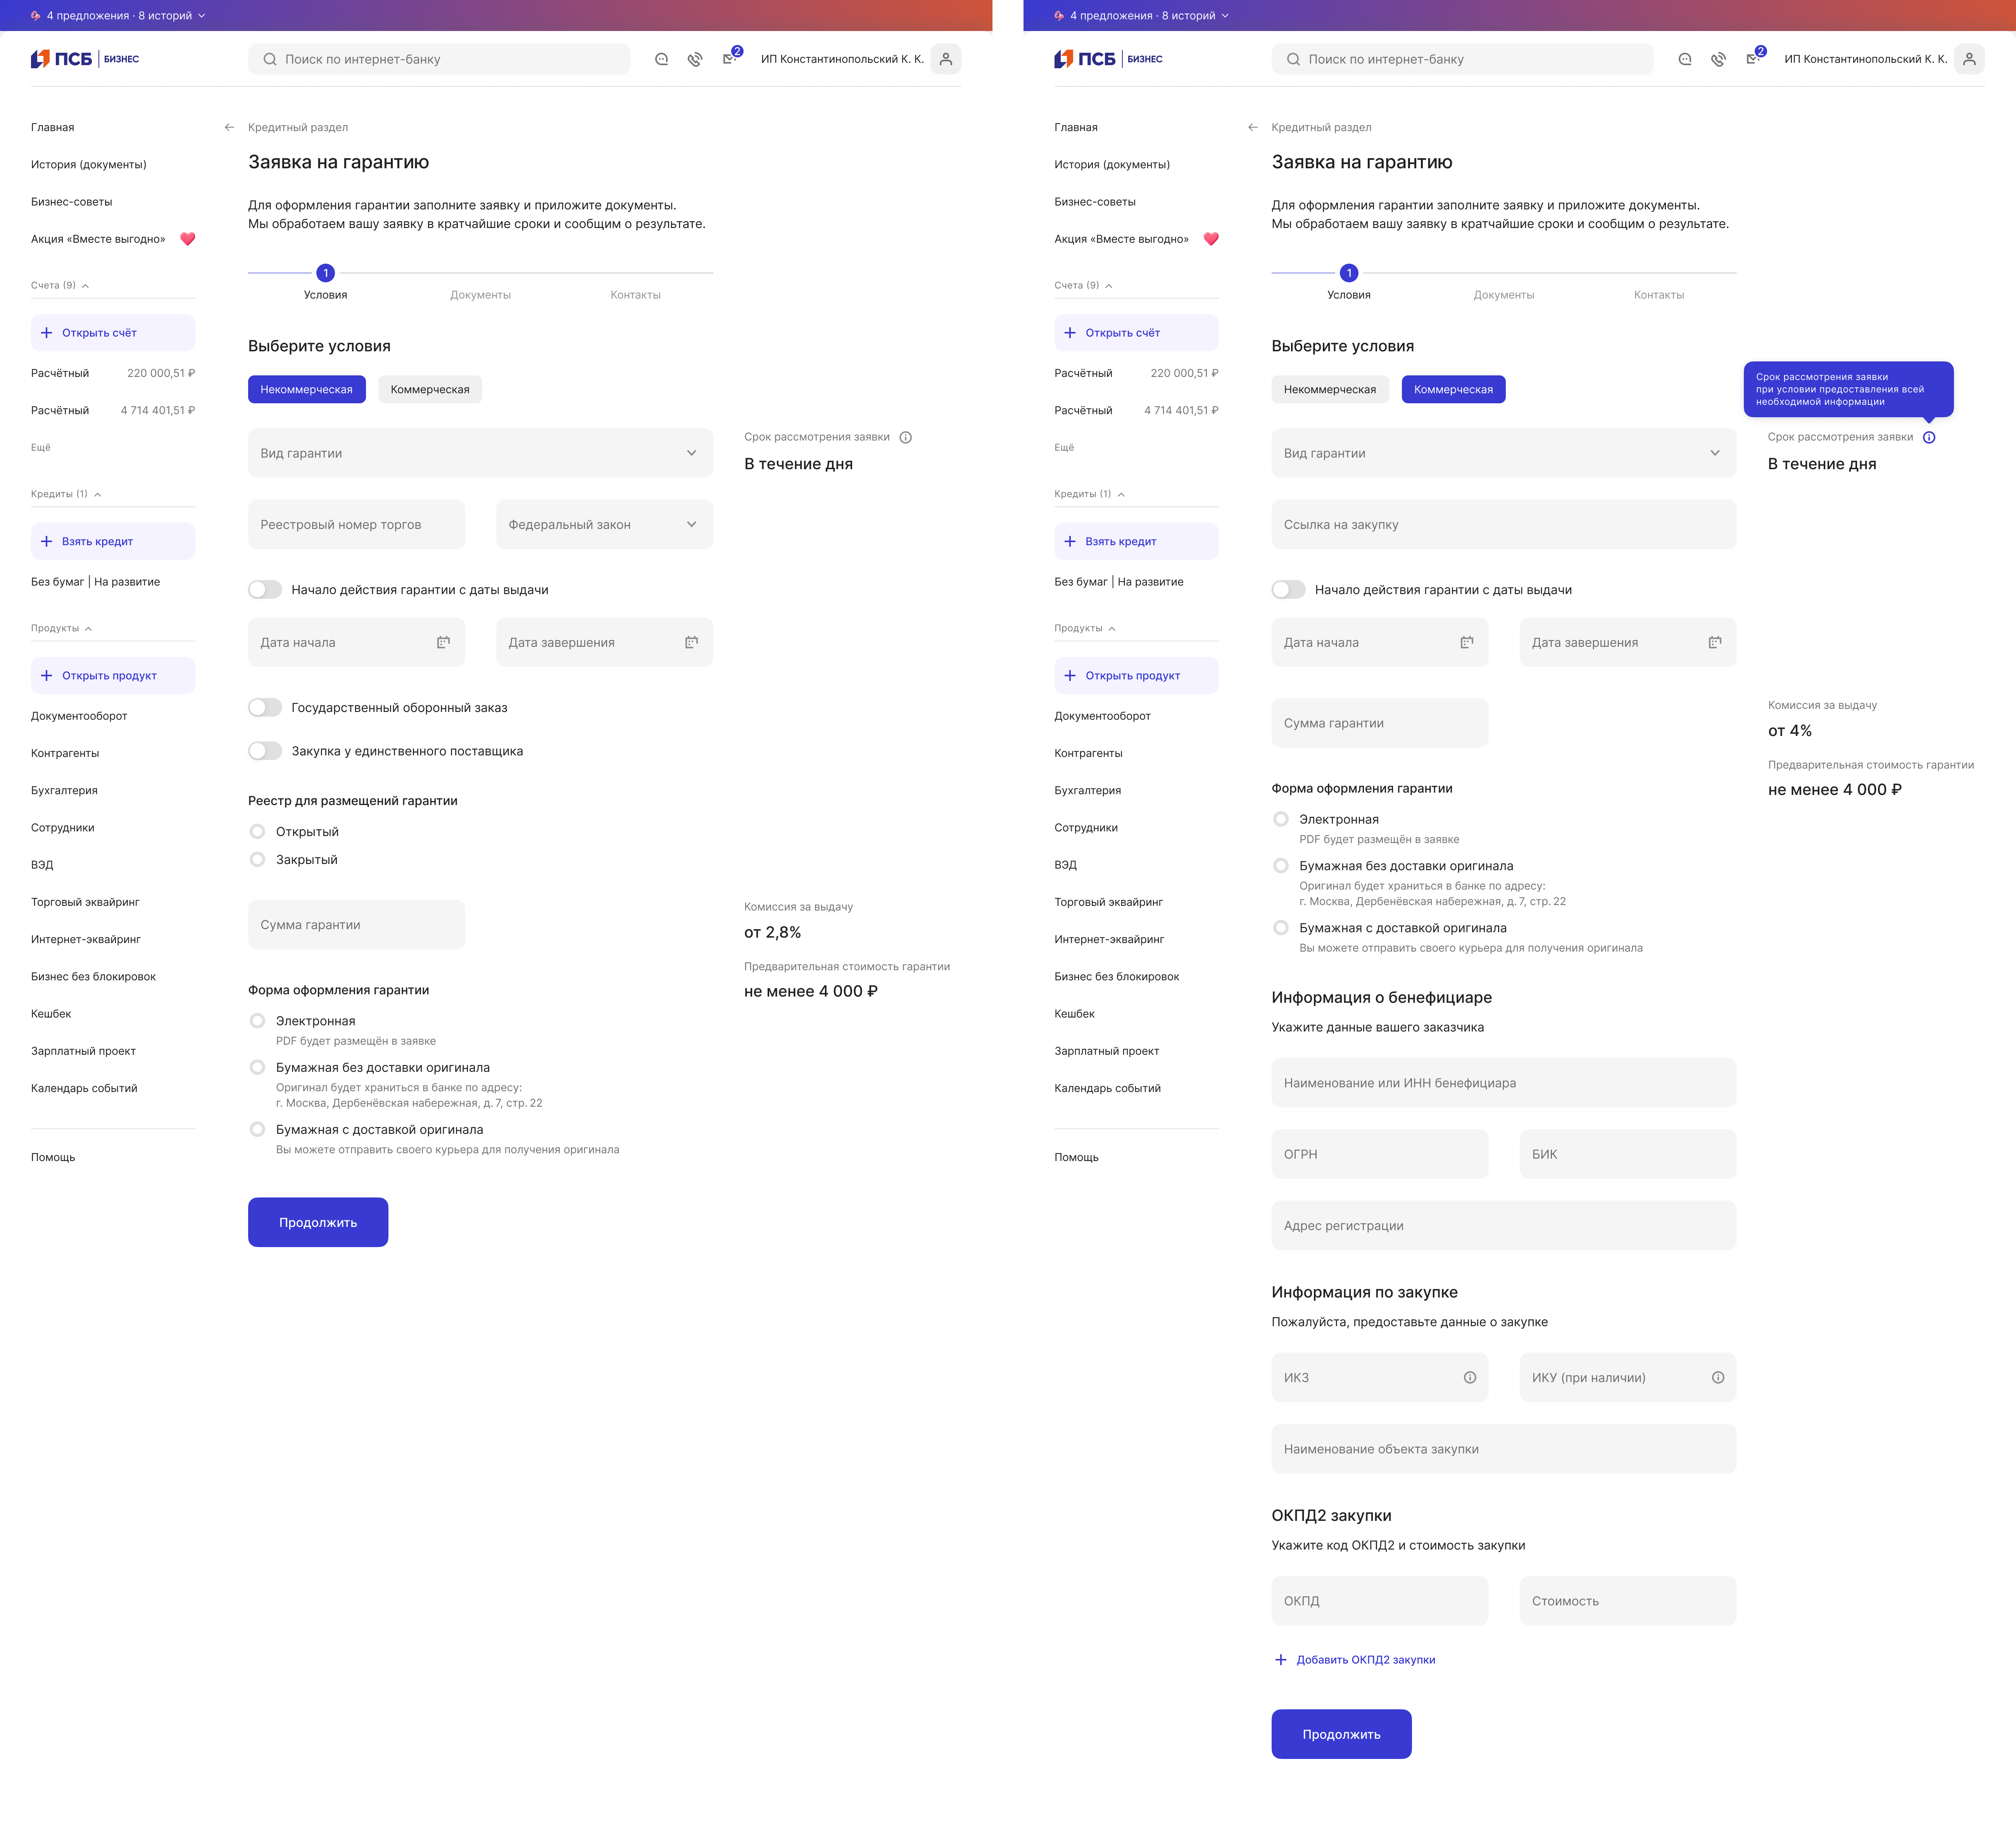 4 предложения · 8 историй
ПСБ БИЗНЕС
Поиск по интернет-банку
2
ИП Константинопольский К. К.
Главная
История (документы)
Бизнес-советы
Акция «Вместе выгодно»
Счета (9)
Открыть счёт
Расчётный 220 000,51 ₽
Расчётный 4 714 401,51 ₽
Ещё
Кредиты (1)
Взять кредит
Без бумаг | На развитие
Продукты
Открыть продукт
Документооборот
Контрагенты
Бухгалтерия
Сотрудники
ВЭД
Торговый эквайринг
Интернет-эквайринг
Бизнес без блокировок
Кешбек
Зарплатный проект
Календарь событий
Помощь
Кредитный раздел
Заявка на гарантию
Для оформления гарантии заполните заявку и приложите документы.
Мы обработаем вашу заявку в кратчайшие сроки и сообщим о результате.
1
Условия Документы Контакты
Выберите условия
Некоммерческая Коммерческая
Вид гарантии
Срок рассмотрения заявки
В течение дня
Реестровый номер торгов Федеральный закон
Начало действия гарантии с даты выдачи
Дата начала Дата завершения
Государственный оборонный заказ
Закупка у единственного поставщика
Реестр для размещений гарантии
Открытый
Закрытый
Сумма гарантии
Комиссия за выдачу
от 2,8%
Предварительная стоимость гарантии
не менее 4 000 ₽
Форма оформления гарантии
Электронная
PDF будет размещён в заявке
Бумажная без доставки оригинала
Оригинал будет храниться в банке по адресу:
г. Москва, Дербенёвская набережная, д. 7, стр. 22
Бумажная с доставкой оригинала
Вы можете отправить своего курьера для получения оригинала
Продолжить
4 предложения · 8 историй
ПСБ БИЗНЕС
Поиск по интернет-банку
2
ИП Константинопольский К. К.
Главная
История (документы)
Бизнес-советы
Акция «Вместе выгодно»
Счета (9)
Открыть счёт
Расчётный 220 000,51 ₽
Расчётный 4 714 401,51 ₽
Ещё
Кредиты (1)
Взять кредит
Без бумаг | На развитие
Продукты
Открыть продукт
Документооборот
Контрагенты
Бухгалтерия
Сотрудники
ВЭД
Торговый эквайринг
Интернет-эквайринг
Бизнес без блокировок
Кешбек
Зарплатный проект
Календарь событий
Помощь
Кредитный раздел
Заявка на гарантию
Для оформления гарантии заполните заявку и приложите документы.
Мы обработаем вашу заявку в кратчайшие сроки и сообщим о результате.
1
Условия Документы Контакты
Выберите условия
Некоммерческая Коммерческая
Срок рассмотрения заявки
при условии предоставления всей
необходимой информации
Вид гарантии
Срок рассмотрения заявки
В течение дня
Ссылка на закупку
Начало действия гарантии с даты выдачи
Дата начала Дата завершения
Сумма гарантии
Комиссия за выдачу
от 4%
Предварительная стоимость гарантии
не менее 4 000 ₽
Форма оформления гарантии
Электронная
PDF будет размещён в заявке
Бумажная без доставки оригинала
Оригинал будет храниться в банке по адресу:
г. Москва, Дербенёвская набережная, д. 7, стр. 22
Бумажная с доставкой оригинала
Вы можете отправить своего курьера для получения оригинала
Информация о бенефициаре
Укажите данные вашего заказчика
Наименование или ИНН бенефициара
ОГРН БИК
Адрес регистрации
Информация по закупке
Пожалуйста, предоставьте данные о закупке
ИКЗ ИКУ (при наличии)
Наименование объекта закупки
ОКПД2 закупки
Укажите код ОКПД2 и стоимость закупки
ОКПД Стоимость
Добавить ОКПД2 закупки
Продолжить